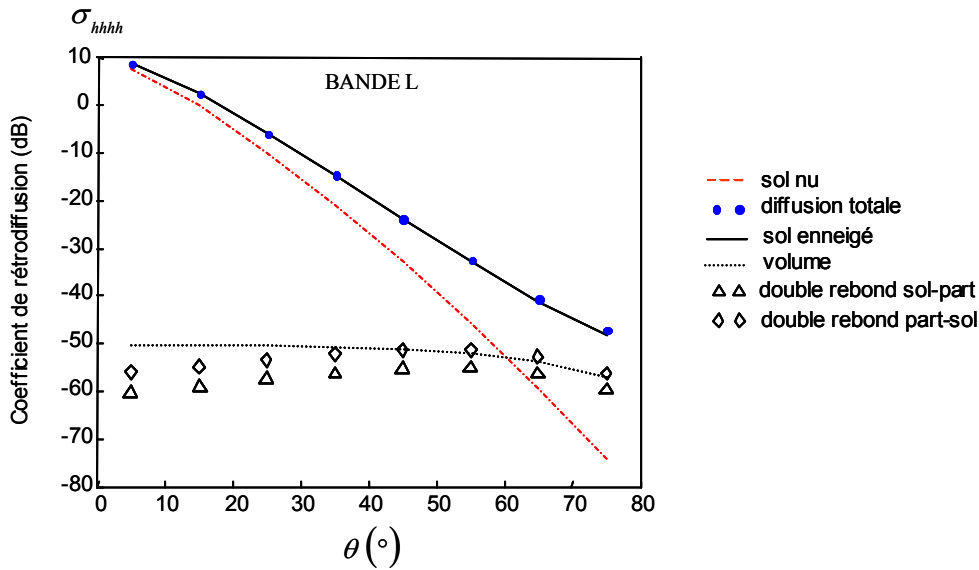 σhhhh
BANDE L
Coefficient de rétrodiffusion (dB)
10
0
-10
-20
-30
-40
-50
-60
-70
-80
0 10 20 30 40 50 60 70 80
θ (°)
sol nu
diffusion totale
sol enneigé
volume
double rebond sol-part
double rebond part-sol